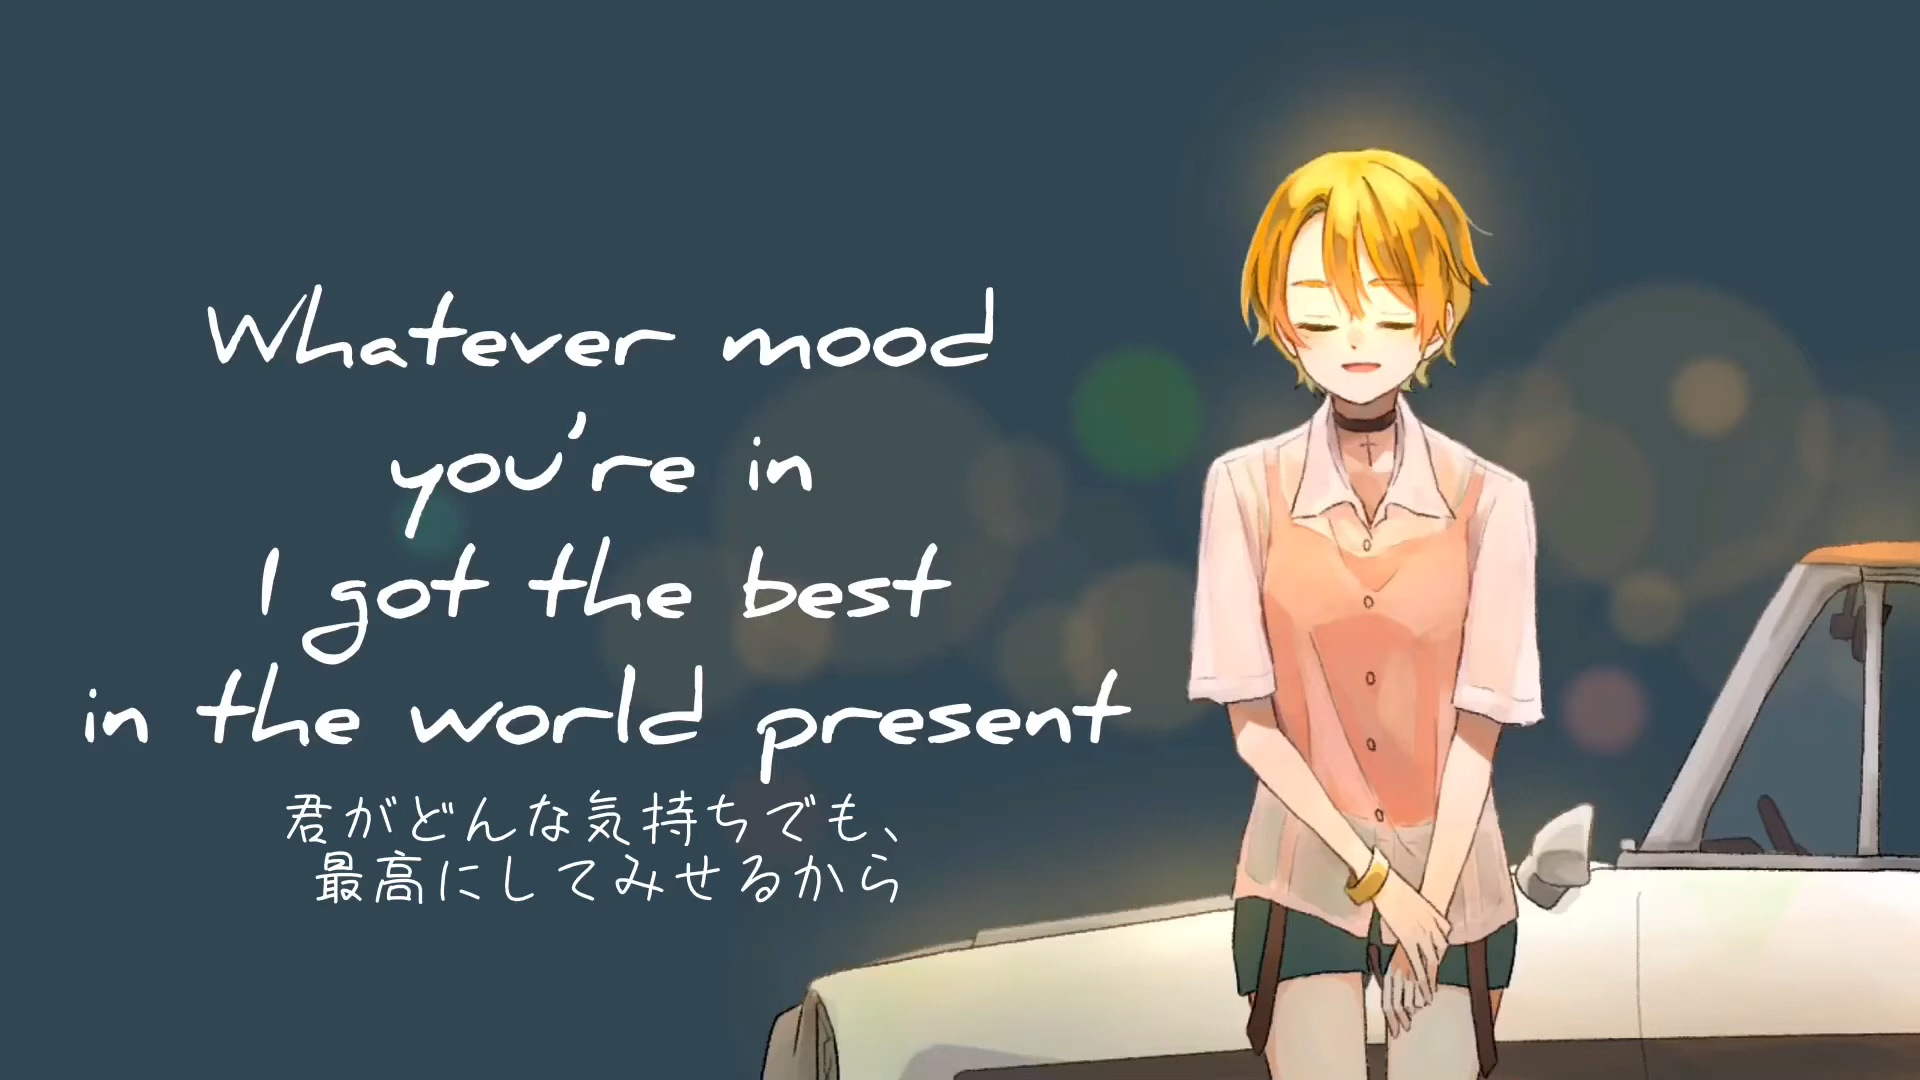 Whatever mood
you're in
I got the best
in the world present
君がどんな気持ちでも、
最高にしてみせるから